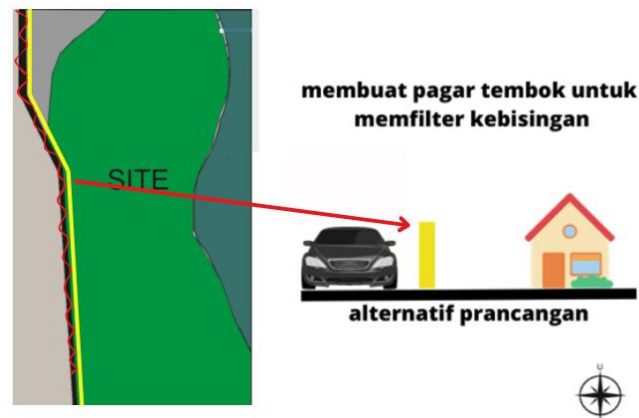 membuat pagar tembok untuk
memfilter kebisingan
SITE
alternatif prancangan
U